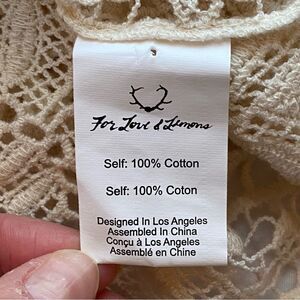 For Love & Lemons
Self: 100% Cotton
Self: 100% Coton
Designed In Los Angeles
Assembled In China
Conçu à Los Angeles
Assemblé en Chine